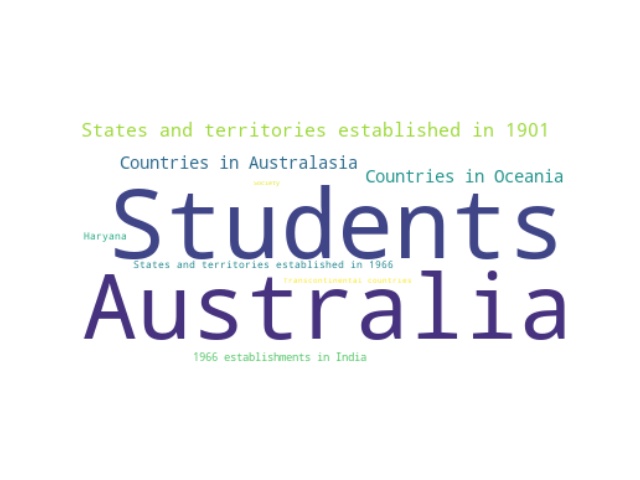 States and territories established in 1901
Countries in Australasia
Countries in Oceania
society
Students
Haryana
States and territories established in 1966
Transcontinental countries
Australia
1966 establishments in India